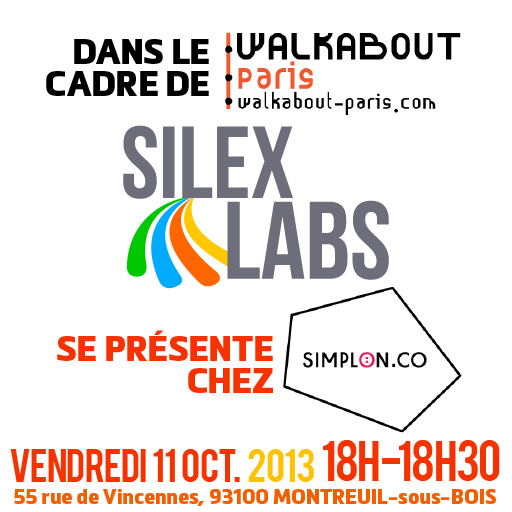 DANS LE
CADRE DE
WALKABOUT
PARIS
walkabout-paris.com
SILEX
LABS
SE PRÉSENTE
CHEZ
SIMPLON.CO
VENDREDI 11 OCT. 2013 18H-18H30
55 rue de Vincennes, 93100 MONTREUIL-sous-BOIS